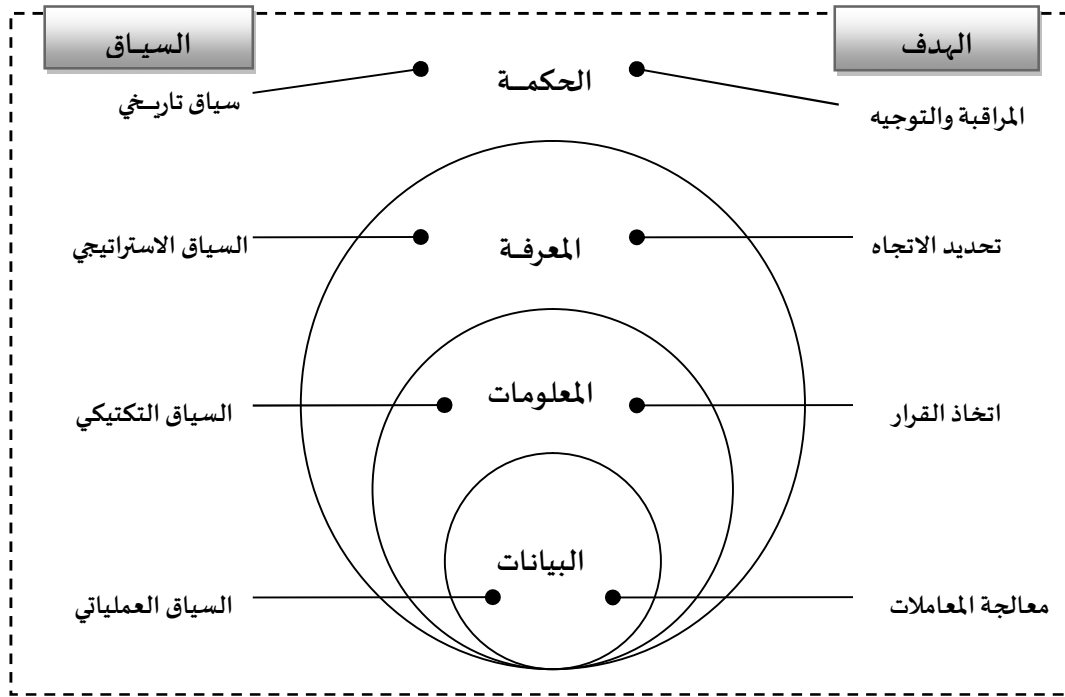 الهدف
السياق
الحكمة
المراقبة والتوجيه
سياق تاريخي
المعرفة
تحديد الاتجاه
السياق الاستراتيجي
المعلومات
اتخاذ القرار
السياق التكتيكي
البيانات
معالجة المعاملات
السياق العملياتي